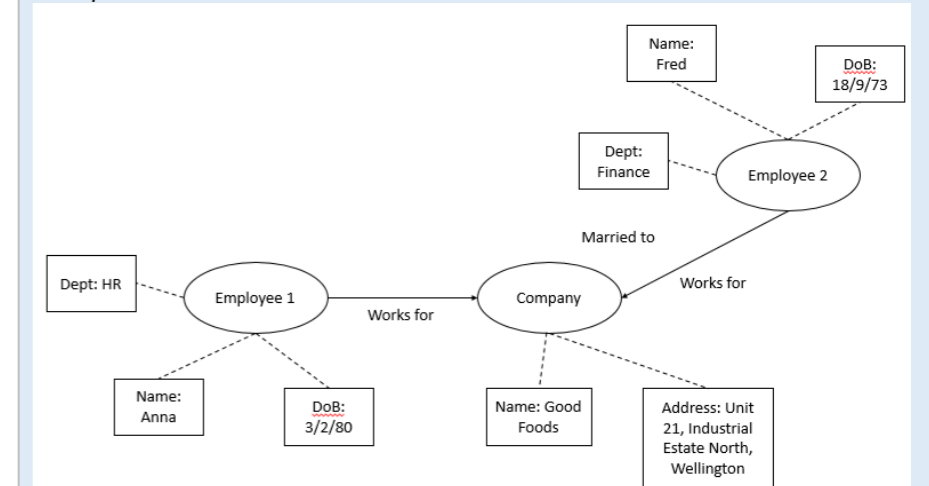 Name:
Fred
DoB:
18/9/73
Dept:
Finance
Employee 2
Married to
Works for
Dept: HR
Employee 1
Works for
Company
Name:
Anna
DoB:
3/2/80
Name: Good
Foods
Address: Unit
21, Industrial
Estate North,
Wellington